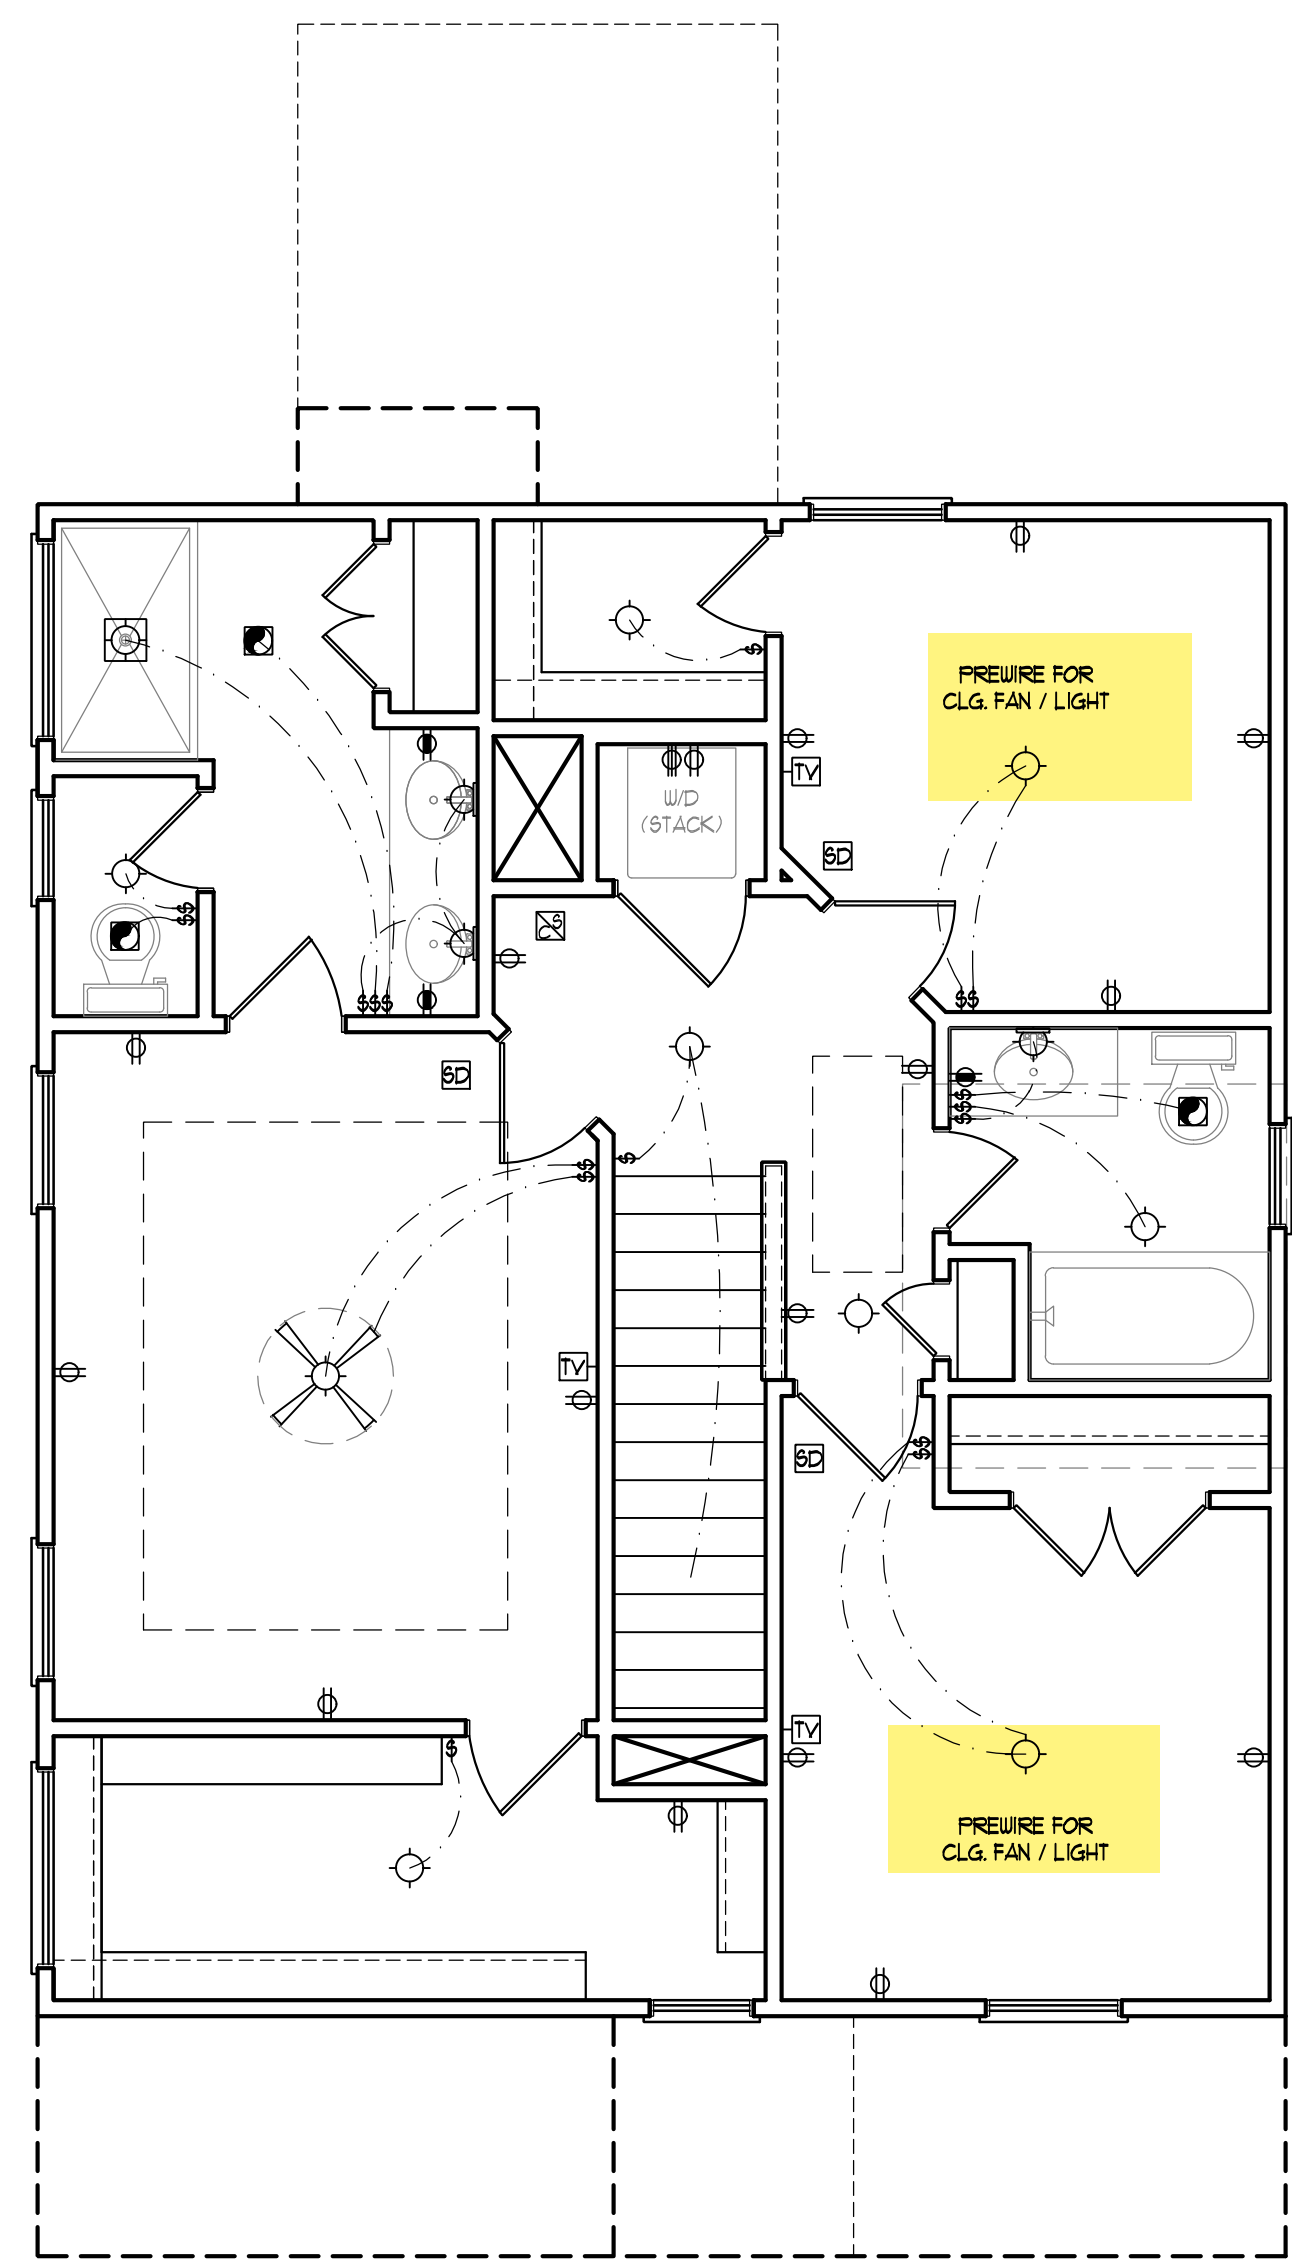 PREWIRE FOR
CLG. FAN / LIGHT
$
TV
W/D
(STACK)
SD
$$
C/S
$$$
$$
SD
$$
$
$$
$$$
TV
$$
SD
TV
$
PREWIRE FOR
CLG. FAN / LIGHT